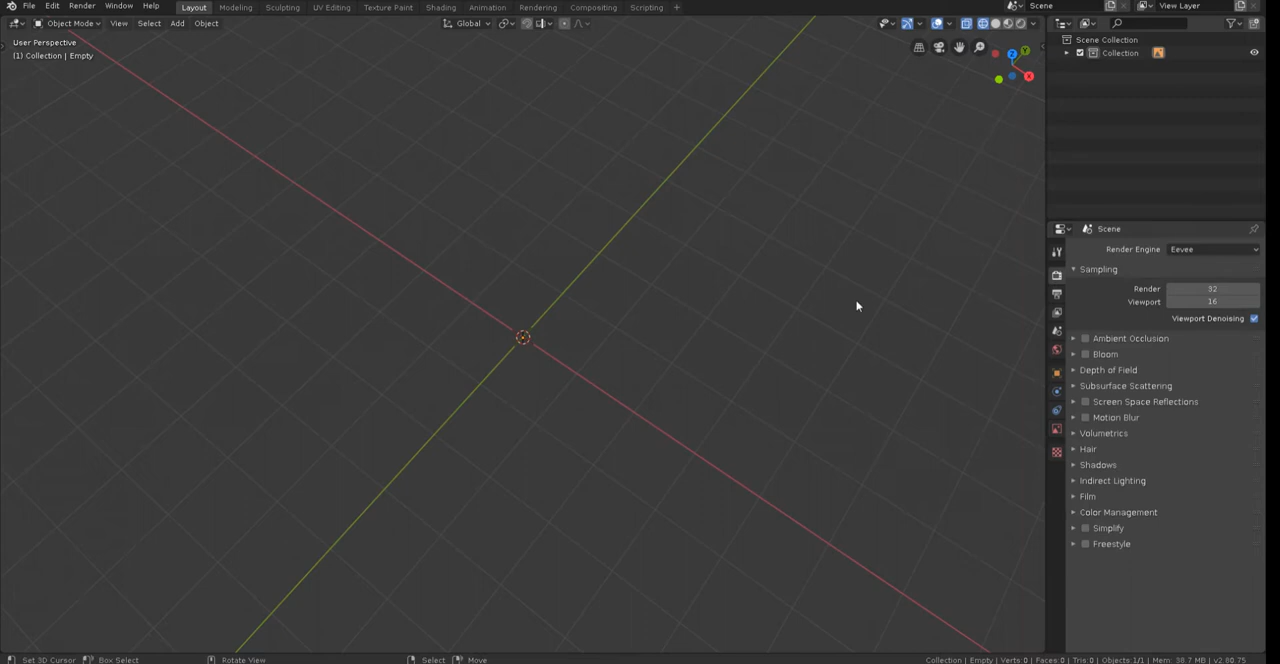 File Edit Render Window Help Layout Modeling Sculpting UV Editing Texture Paint Shading Animation Rendering Compositing Scripting + Scene View Layer
Object Mode View Select Add Object Global
User Perspective
(1) Collection | Empty
Z Y X
Scene Collection
Collection
Scene
Render Engine Eevee
Sampling
Render 32
Viewport 16
Viewport Denoising
Ambient Occlusion
Bloom
Depth of Field
Subsurface Scattering
Screen Space Reflections
Motion Blur
Volumetrics
Hair
Shadows
Indirect Lighting
Film
Color Management
Simplify
Freestyle
Set 3D Cursor Box Select Rotate View Select Move Collection | Empty | Verts:0 | Faces:0 | Tris:0 | Objects:1/1 | Mem: 38.7 MB | v2.80.75